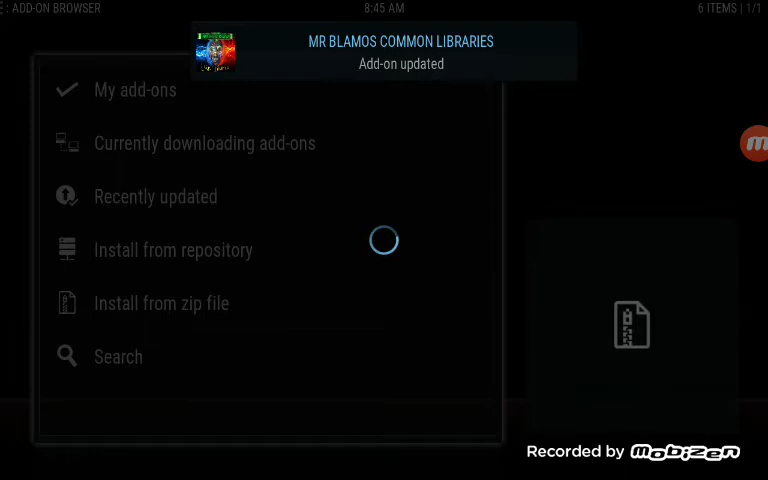 : ADD-ON BROWSER
8:45 AM
6 ITEMS | 1/1
MR BLAMOS COMMON LIBRARIES
Add-on updated
My add-ons
Currently downloading add-ons
Recently updated
Install from repository
Install from zip file
Search
Recorded by mobizen